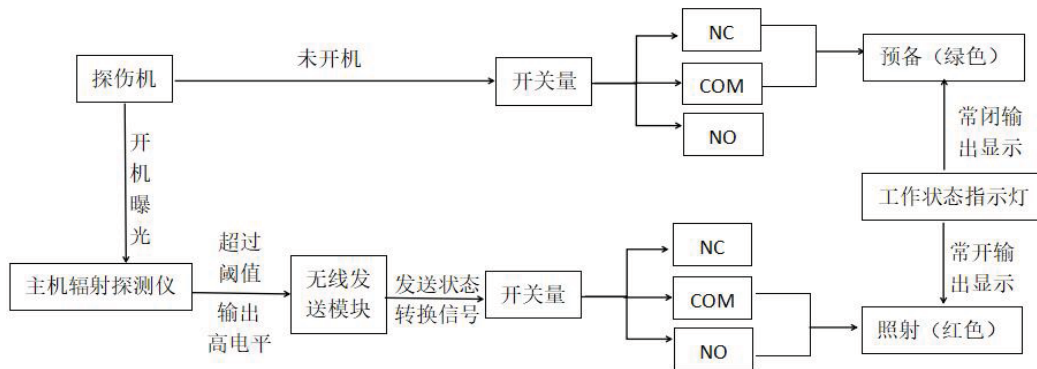 探伤机
未开机
开关量
NC
COM
NO
预备（绿色）
常闭输
出显示
工作状态指示灯
常开输
出显示
照射（红色）
开
机
曝
光
主机辐射探测仪
超过
阈值
输出
高电平
无线发
送模块
发送状态
转换信号
开关量
NC
COM
NO